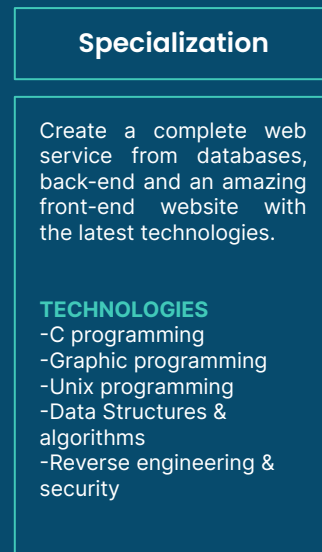 Specialization
Create a complete web
service from databases,
back-end and an amazing
front-end website with
the latest technologies.
TECHNOLOGIES
-C programming
-Graphic programming
-Unix programming
-Data Structures &
algorithms
-Reverse engineering &
security